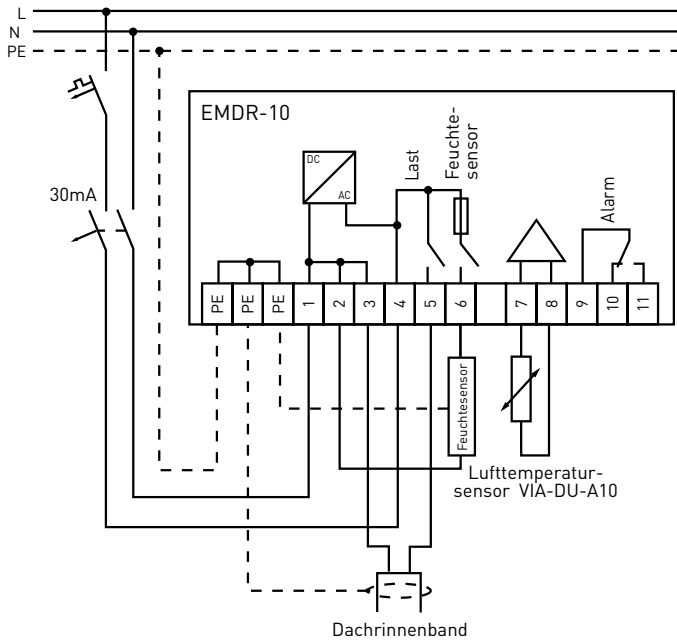 L
N
PE
EMDR-10
DC
AC
Last
Feuchte-
sensor
Alarm
30mA
PE
PE
PE
1
2
3
4
5
6
7
8
9
10
11
Feuchtesensor
Lufttemperatur-
sensor VIA-DU-A10
Dachrinnenband